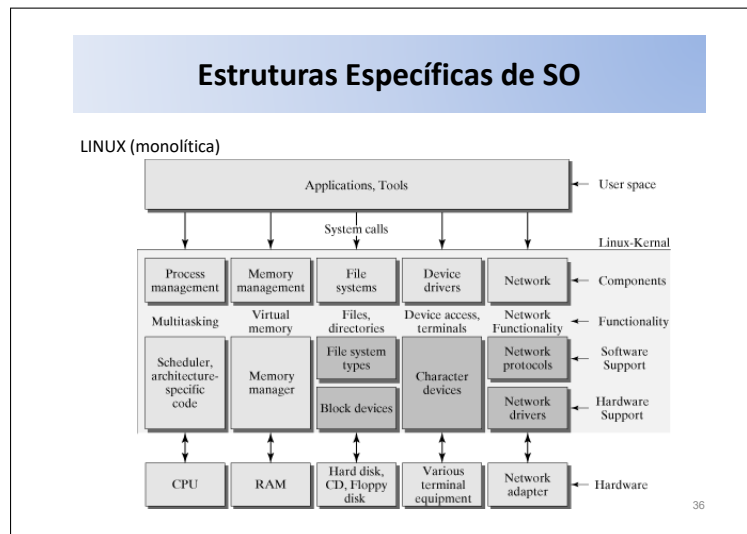 Estruturas Específicas de SO
LINUX (monolítica)
Applications, Tools
User space
System calls
Linux-Kernel
Process
management
Memory
management
File
systems
Device
drivers
Network
Components
Multitasking
Virtual
memory
Files,
directories
Device access,
terminals
Network
Functionality
Functionality
Scheduler,
architecture-
specific
code
Memory
manager
File system
types
Block devices
Character
devices
Network
protocols
Network
drivers
Software
Support
Hardware
Support
CPU
RAM
Hard disk,
CD, Floppy
disk
Various
terminal
equipment
Network
adapter
Hardware
36